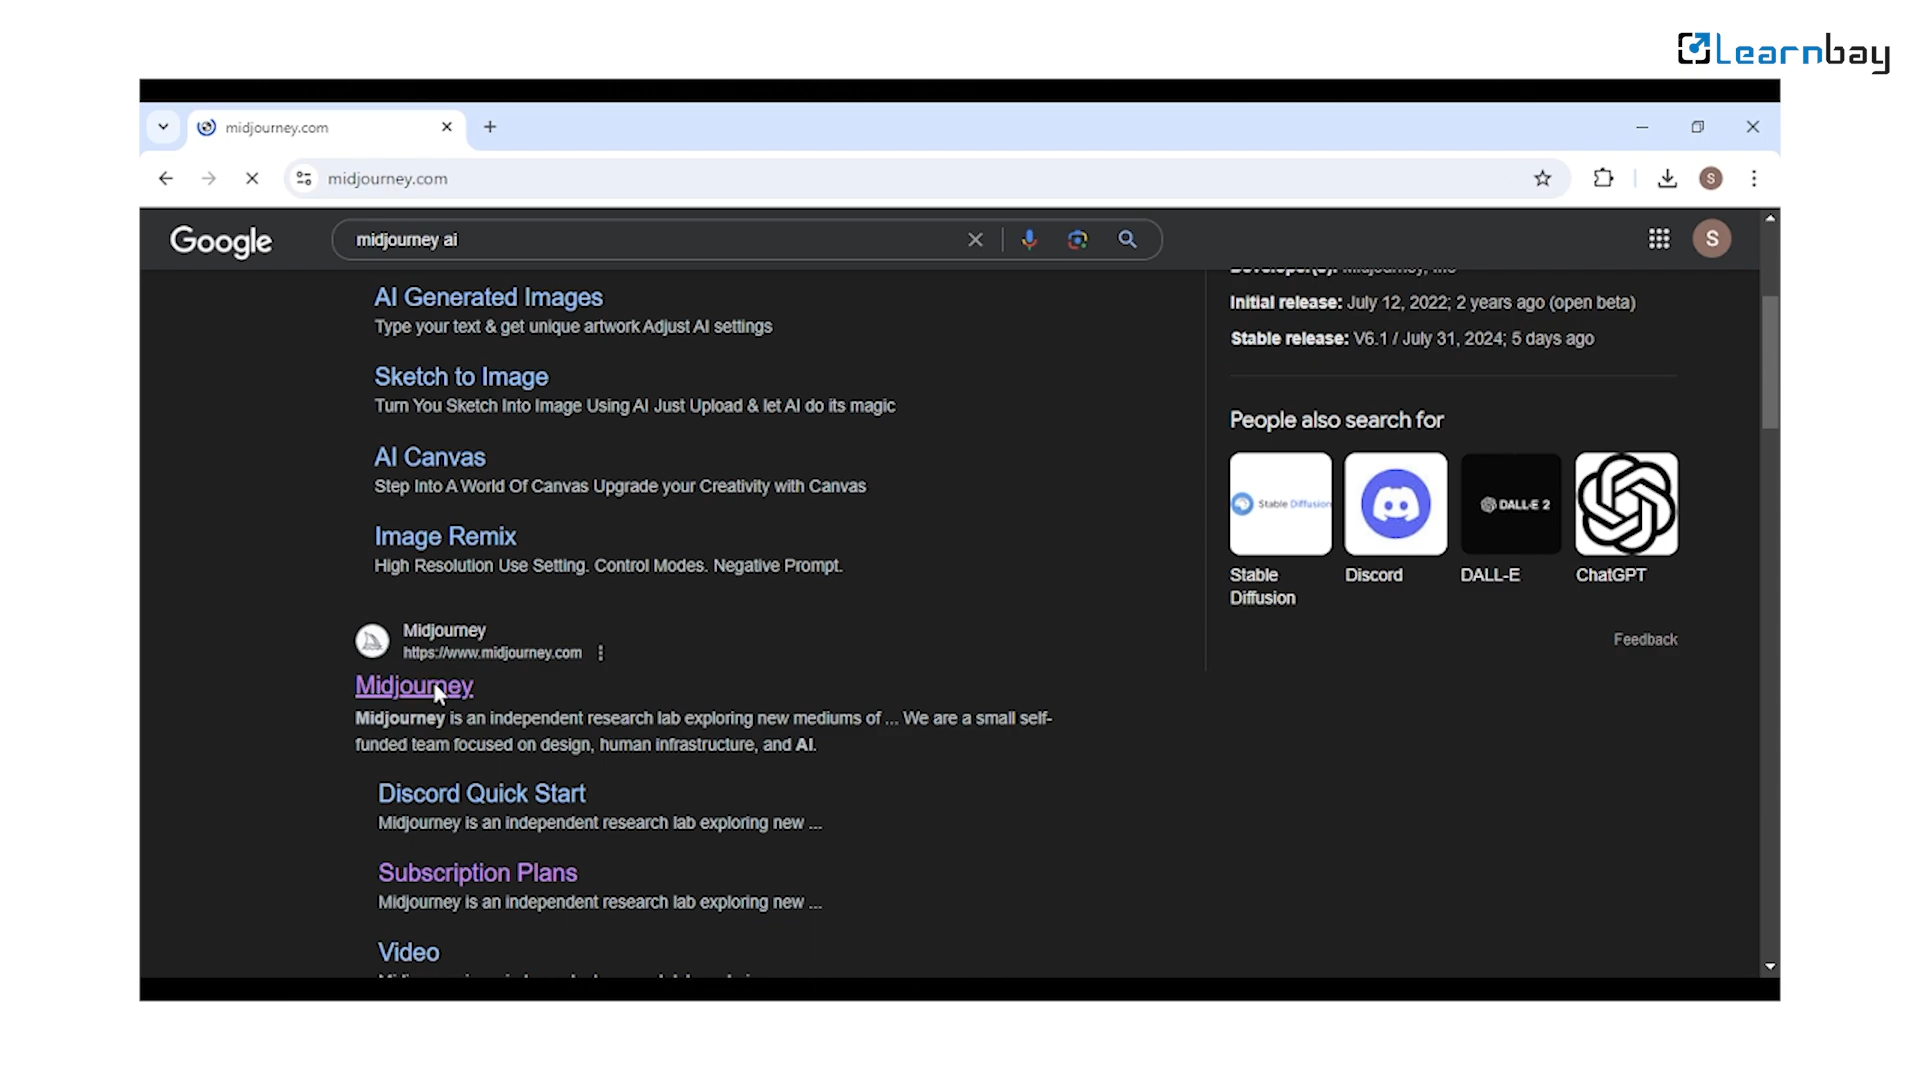 Learnbay
midjourney.com
midjourney.com
S
Google
midjourney ai
S
AI Generated Images
Type your text & get unique artwork Adjust AI settings
Sketch to Image
Turn You Sketch Into Image Using AI Just Upload & let AI do its magic
AI Canvas
Step Into A World Of Canvas Upgrade your Creativity with Canvas
Image Remix
High Resolution Use Setting. Control Modes. Negative Prompt.
Midjourney
https://www.midjourney.com
Midjourney
Midjourney is an independent research lab exploring new mediums of ... We are a small self-
funded team focused on design, human infrastructure, and AI.
Discord Quick Start
Midjourney is an independent research lab exploring new ...
Subscription Plans
Midjourney is an independent research lab exploring new ...
Video
Developer(s): Midjourney, Inc
Initial release: July 12, 2022; 2 years ago (open beta)
Stable release: V6.1 / July 31, 2024; 5 days ago
People also search for
Stable Diffusion
DALL·E 2
Stable
Diffusion
Discord
DALL-E
ChatGPT
Feedback